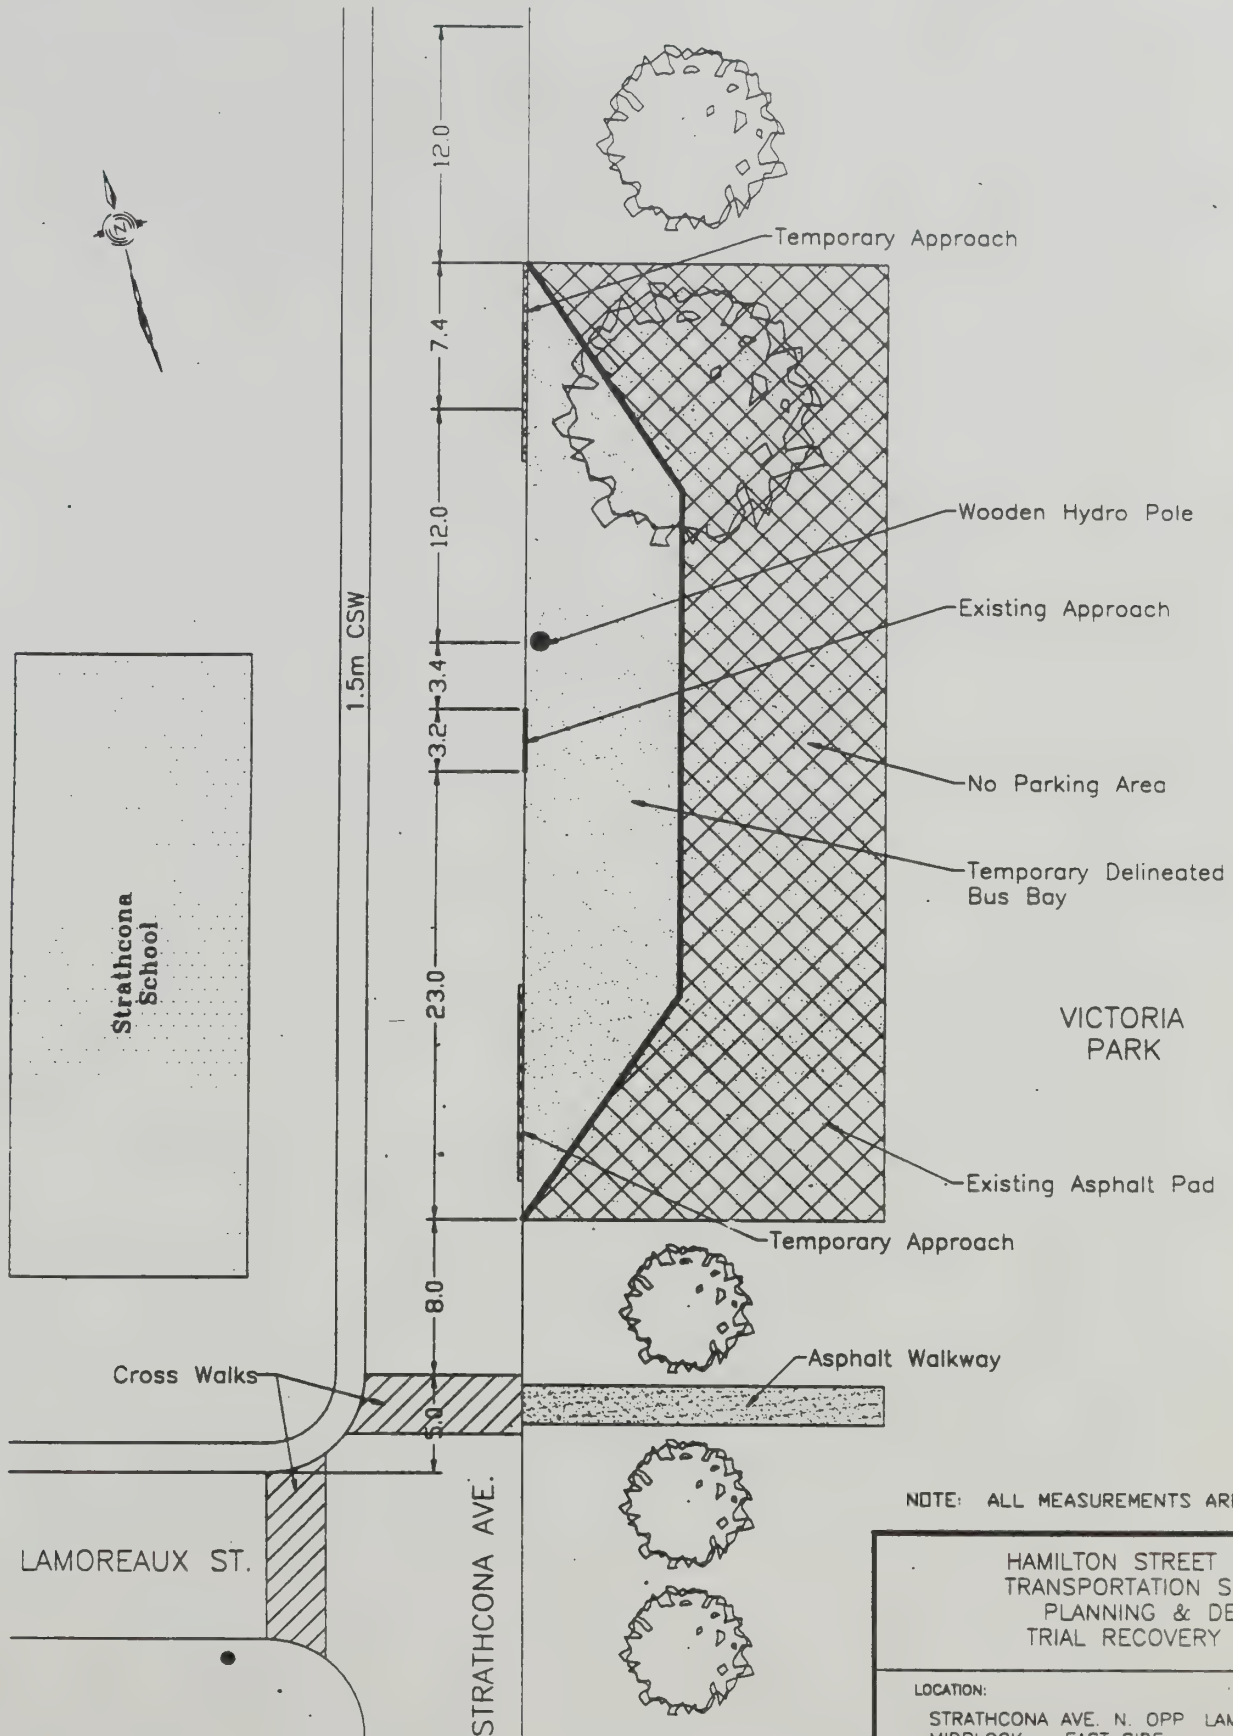 12.0
Temporary Approach
7.4
12.0
Wooden Hydro Pole
Existing Approach
1.5m CSW
3.4
3.2
No Parking Area
Temporary Delineated
Bus Bay
Strathcona
School
23.0
VICTORIA
PARK
Existing Asphalt Pad
Temporary Approach
8.0
Asphalt Walkway
Cross Walks
5.0
NOTE: ALL MEASUREMENTS
LAMOREAUX ST.
STRATHCONA AVE.
HAMILTON STREET
TRANSPORTATION
PLANNING &
TRIAL RECOVERY
LOCATION:
STRATHCONA AVE. N. OPP